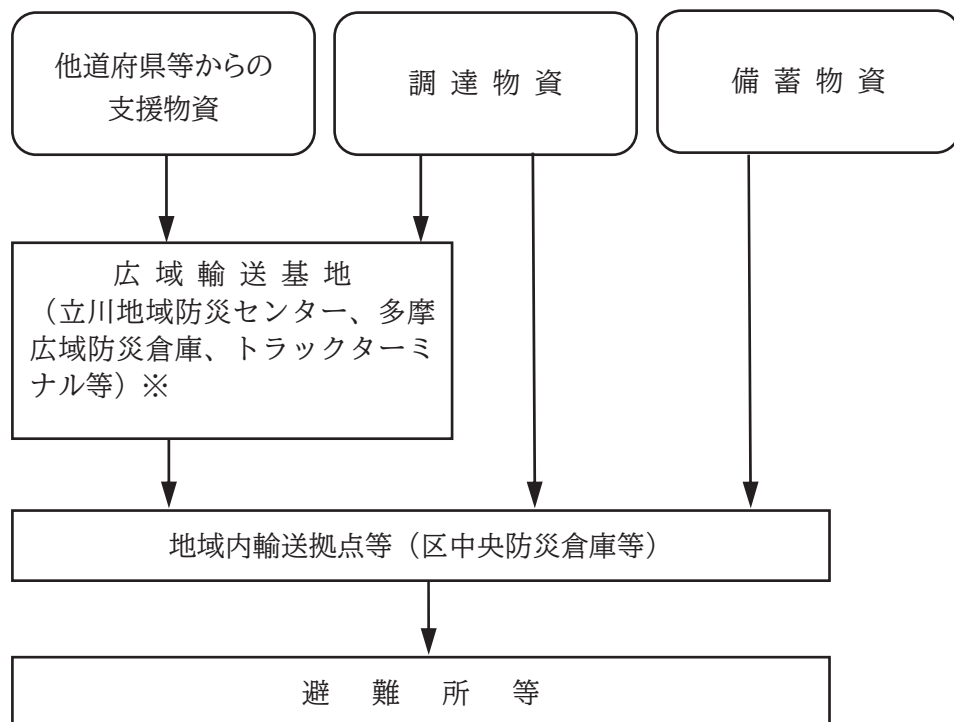 他道府県等からの
支援物資
調達物資
備蓄物資
広域輸送基地
(立川地域防災センター、多摩
広域防災倉庫、トラックターミ
ナル等)※
地域内輸送拠点等(区中央防災倉庫等)
避難所等